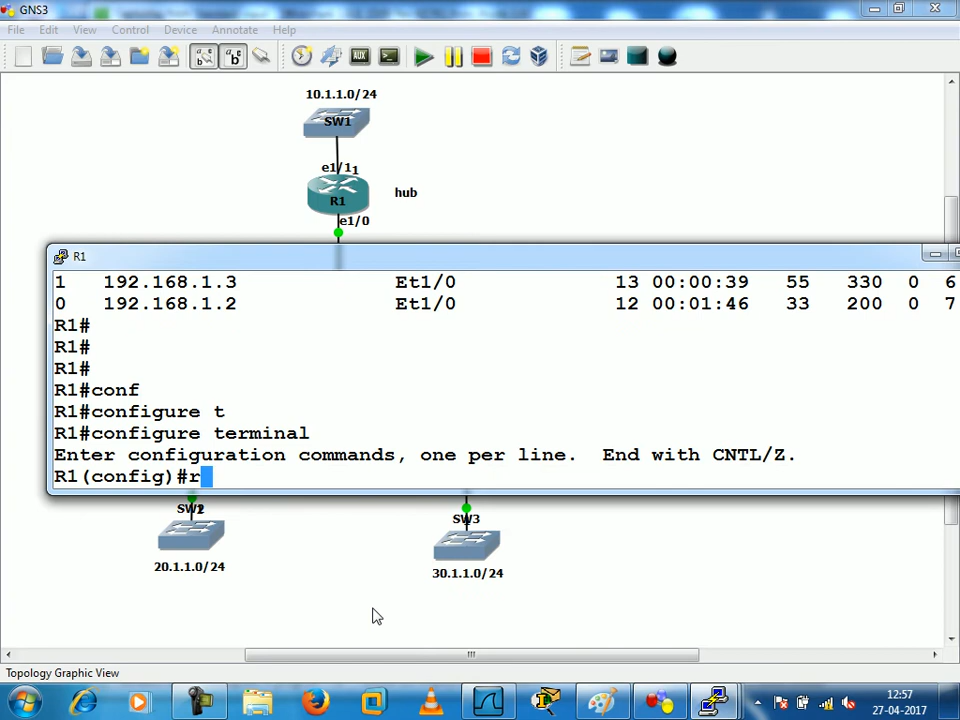 GNS3
File Edit View Control Device Annotate Help
10.1.1.0/24
SW1
e1/1 1
R1
hub
e1/0
R1
1 192.168.1.3 Et1/0 13 00:00:39 55 330 0 6
0 192.168.1.2 Et1/0 12 00:01:46 33 200 0 7
R1#
R1#
R1#
R1#conf
R1#configure t
R1#configure terminal
Enter configuration commands, one per line. End with CNTL/Z.
R1(config)#r
SW2
SW3
20.1.1.0/24
30.1.1.0/24
Topology Graphic View
12:57
27-04-2017